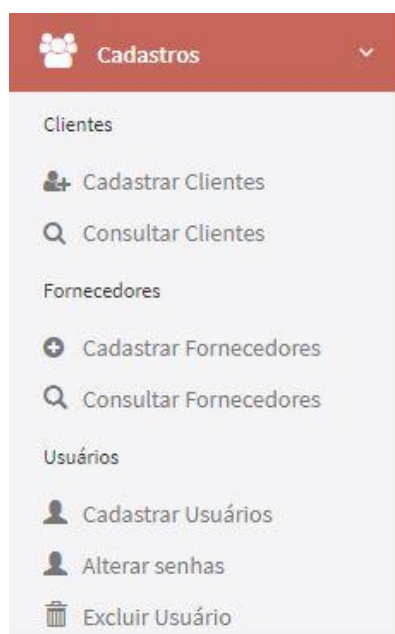 Cadastros
Clientes
Cadastrar Clientes
Consultar Clientes
Fornecedores
Cadastrar Fornecedores
Consultar Fornecedores
Usuários
Cadastrar Usuários
Alterar senhas
Excluir Usuário